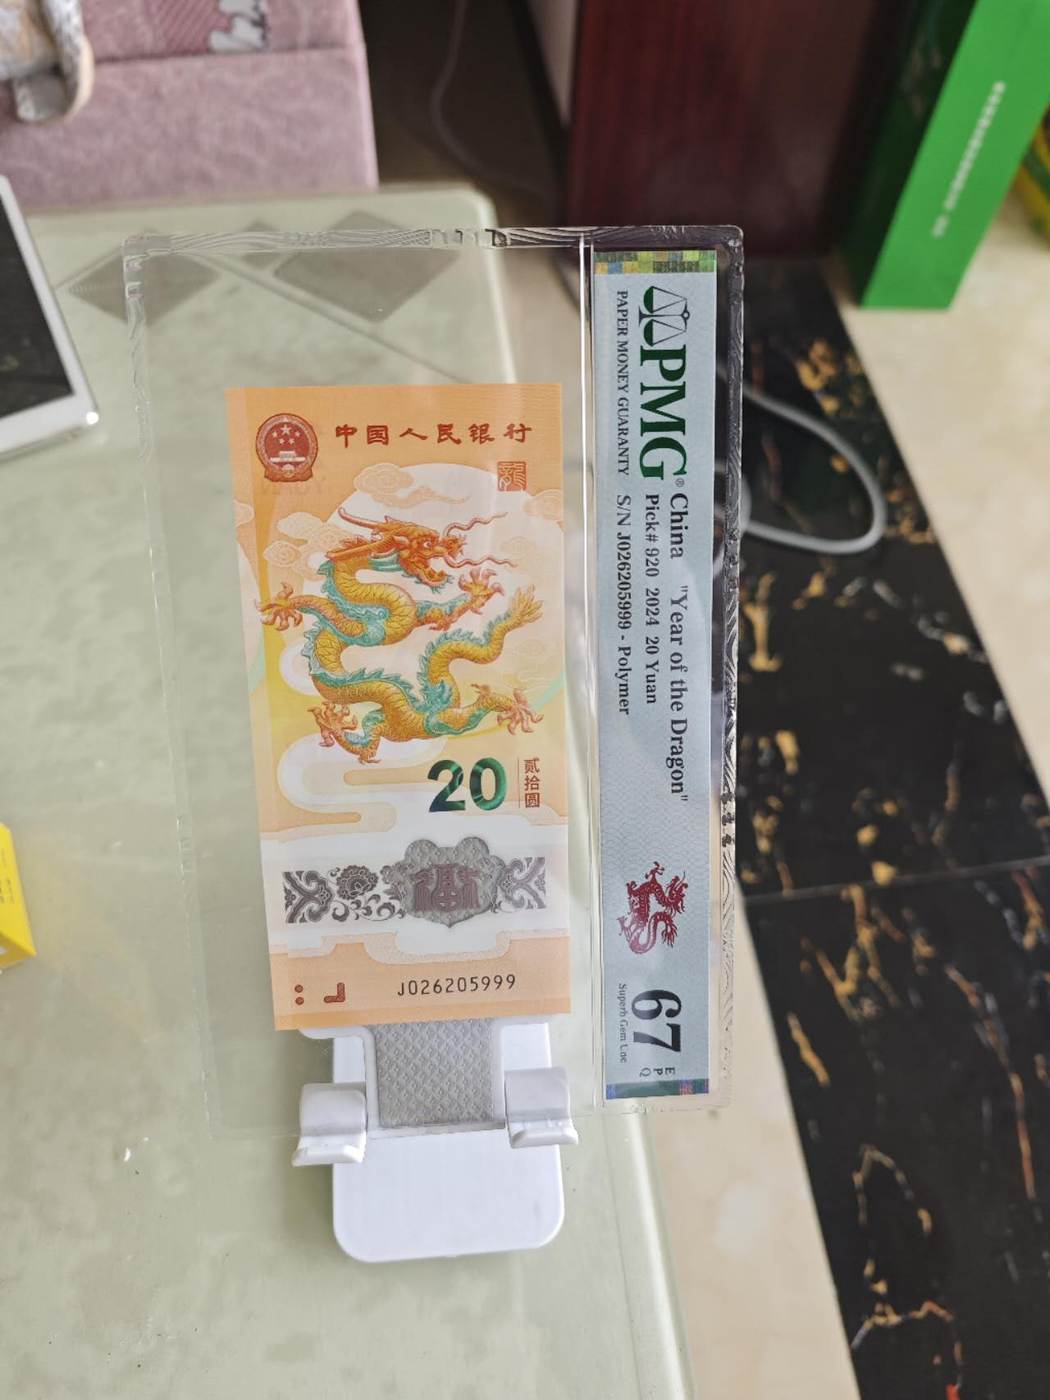 中国人民银行
龍
20
贰拾圆
J026205999
PMG®
PAPER MONEY GUARANTY
China "Year of the Dragon"
Pick# 920 2024 20 Yuan
S/N J026205999 - Polymer
67 EPQ
Superb Gem Unc